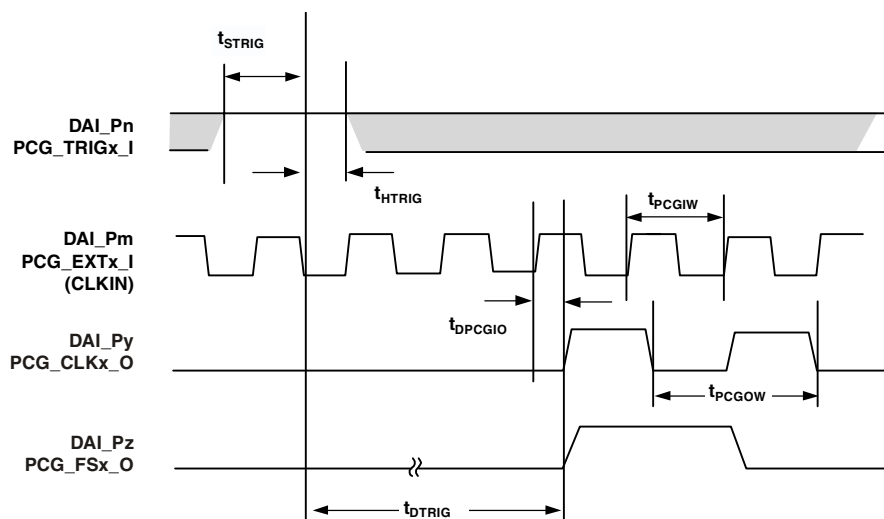 tSTRIG
DAI_Pn
PCG_TRIGx_I
tHTRIG
tPCGIW
DAI_Pm
PCG_EXTx_I
(CLKIN)
tDPCGIO
DAI_Py
PCG_CLKx_O
tPCGOW
DAI_Pz
PCG_FSx_O
tDTRIG